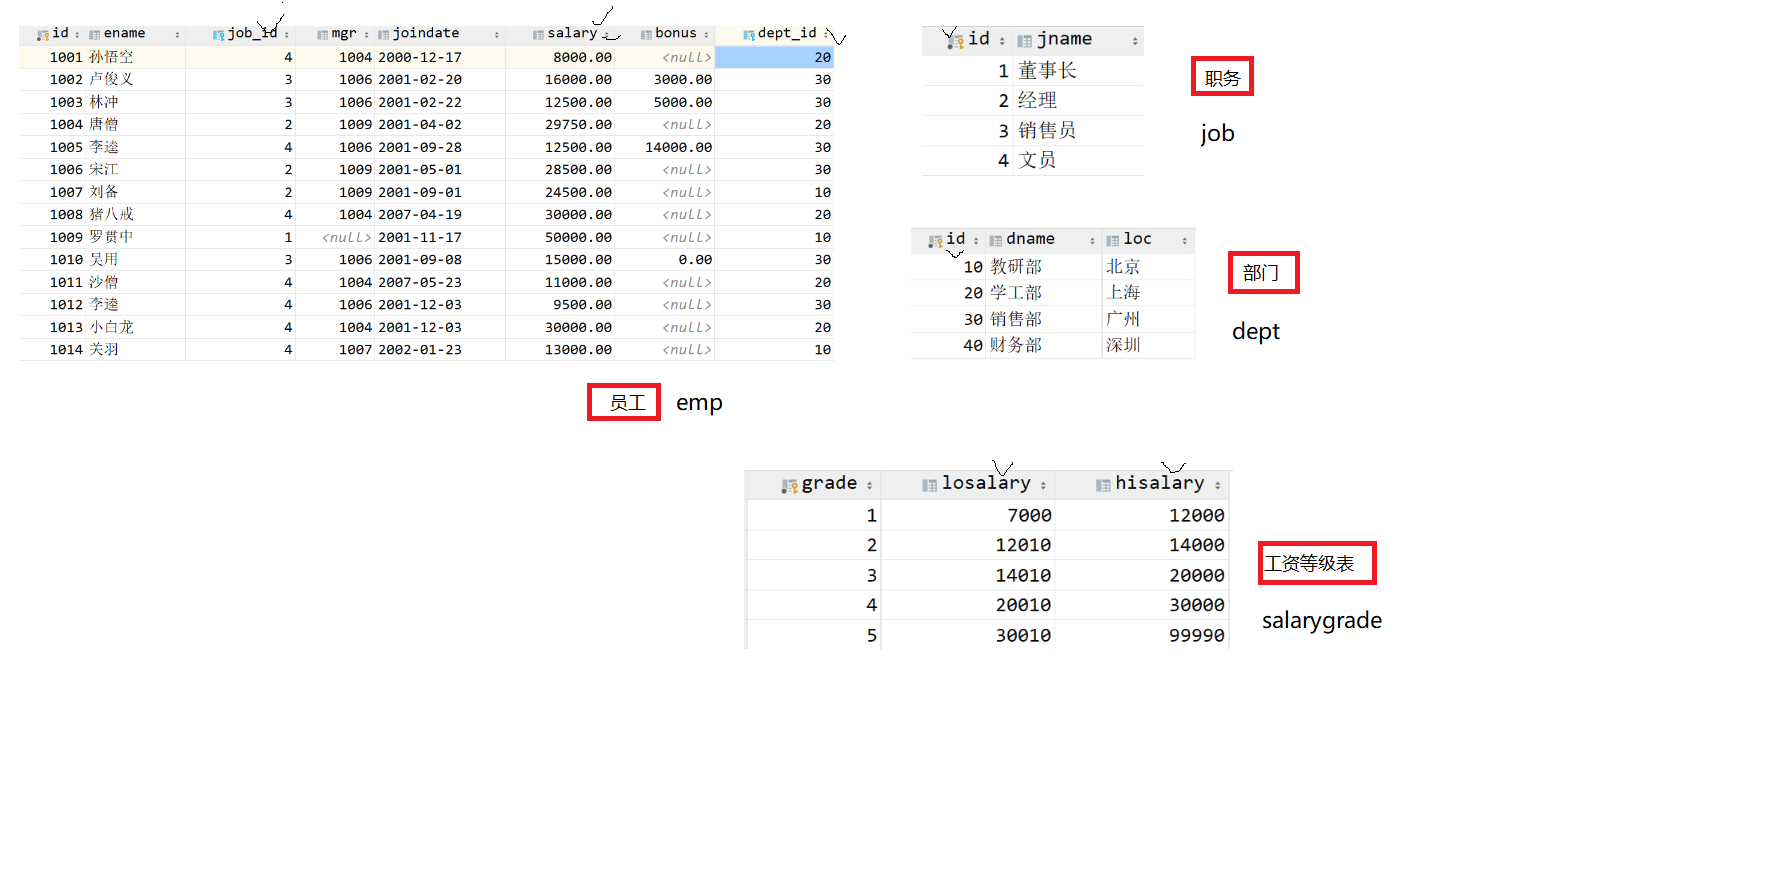 id ename job_id mgr joindate salary bonus dept_id
1001 孙悟空 4 1004 2000-12-17 8000.00 <null> 20
1002 卢俊义 3 1006 2001-02-20 16000.00 3000.00 30
1003 林冲 3 1006 2001-02-22 12500.00 5000.00 30
1004 唐僧 2 1009 2001-04-02 29750.00 <null> 20
1005 李逵 4 1006 2001-09-28 12500.00 14000.00 30
1006 宋江 2 1009 2001-05-01 28500.00 <null> 30
1007 刘备 2 1009 2001-09-01 24500.00 <null> 10
1008 猪八戒 4 1004 2007-04-19 30000.00 <null> 20
1009 罗贯中 1 <null> 2001-11-17 50000.00 <null> 10
1010 吴用 3 1006 2001-09-08 15000.00 0.00 30
1011 沙僧 4 1004 2007-05-23 11000.00 <null> 20
1012 李逵 4 1006 2001-12-03 9500.00 <null> 30
1013 小白龙 4 1004 2001-12-03 30000.00 <null> 20
1014 关羽 4 1007 2002-01-23 13000.00 <null> 10
员工 emp
id jname
1 董事长
2 经理
3 销售员
4 文员
职务
job
id dname loc
10 教研部 北京
20 学工部 上海
30 销售部 广州
40 财务部 深圳
部门
dept
grade losalary hisalary
1 7000 12000
2 12010 14000
3 14010 20000
4 20010 30000
5 30010 99990
工资等级表
salarygrade